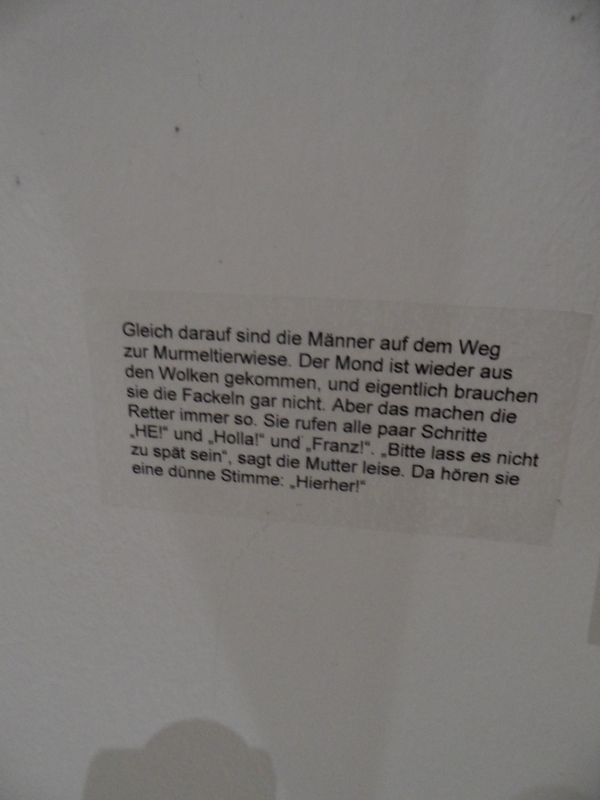 Gleich darauf sind die Männer auf dem Weg
zur Murmeltierwiese. Der Mond ist wieder aus
den Wolken gekommen, und eigentlich brauchen
sie die Fackeln gar nicht. Aber das machen die
Retter immer so. Sie rufen alle paar Schritte
„HE!“ und „Holla!“ und „Franz!“. „Bitte lass es nicht
zu spät sein“, sagt die Mutter leise. Da hören sie
eine dünne Stimme: „Hierher!“